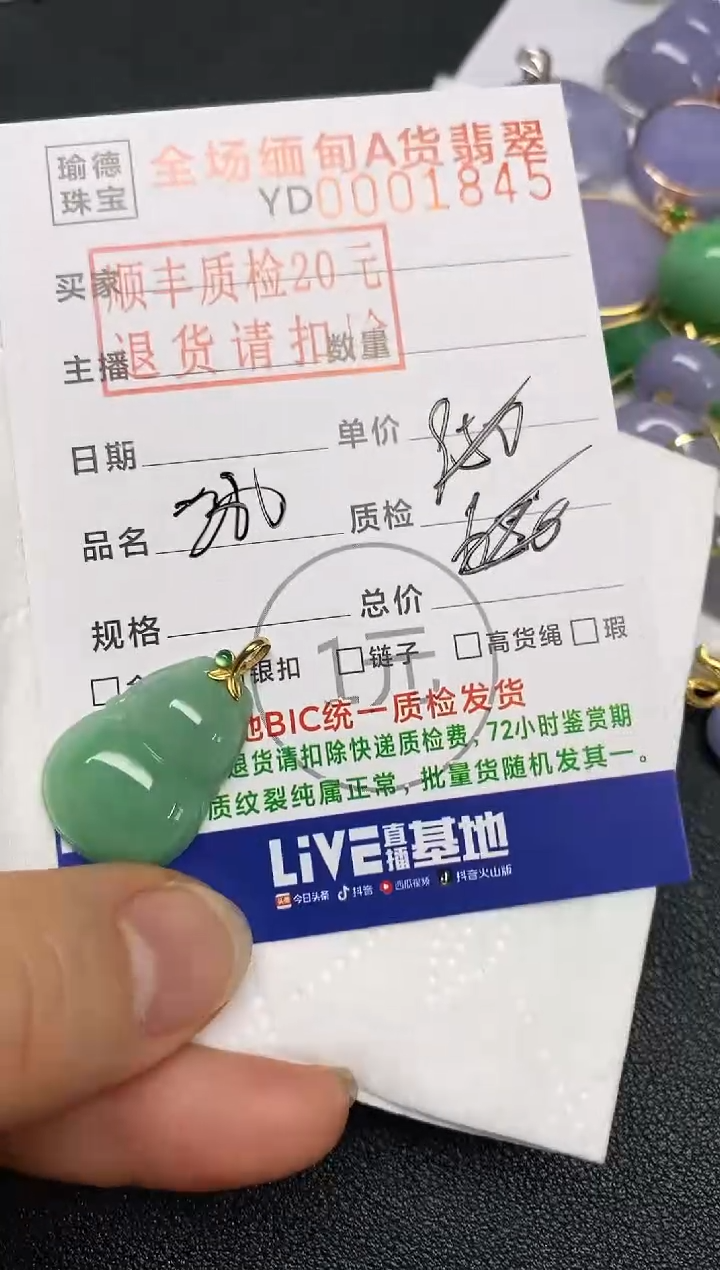 瑜德
珠宝
全场缅甸A货翡翠
YD0001845
买家
顺丰质检20元
主播
退货请扣
数量
日期
单价
品名
质检
规格
总价
1元
银扣 □链子 □高货绳 □瑕
BIC统一质检发货
退货请扣除快递质检费，72小时鉴赏期
质纹裂纯属正常，批量货随机发其一。
LiVE直播基地
头条 今日头条 抖音 西瓜视频 抖音火山版